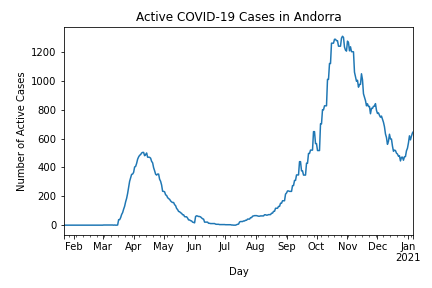 Active COVID-19 Cases in Andorra
Number of Active Cases
1200
1000
800
600
400
200
0
Feb Mar Apr May Jun Jul Aug Sep Oct Nov Dec Jan
2021
Day